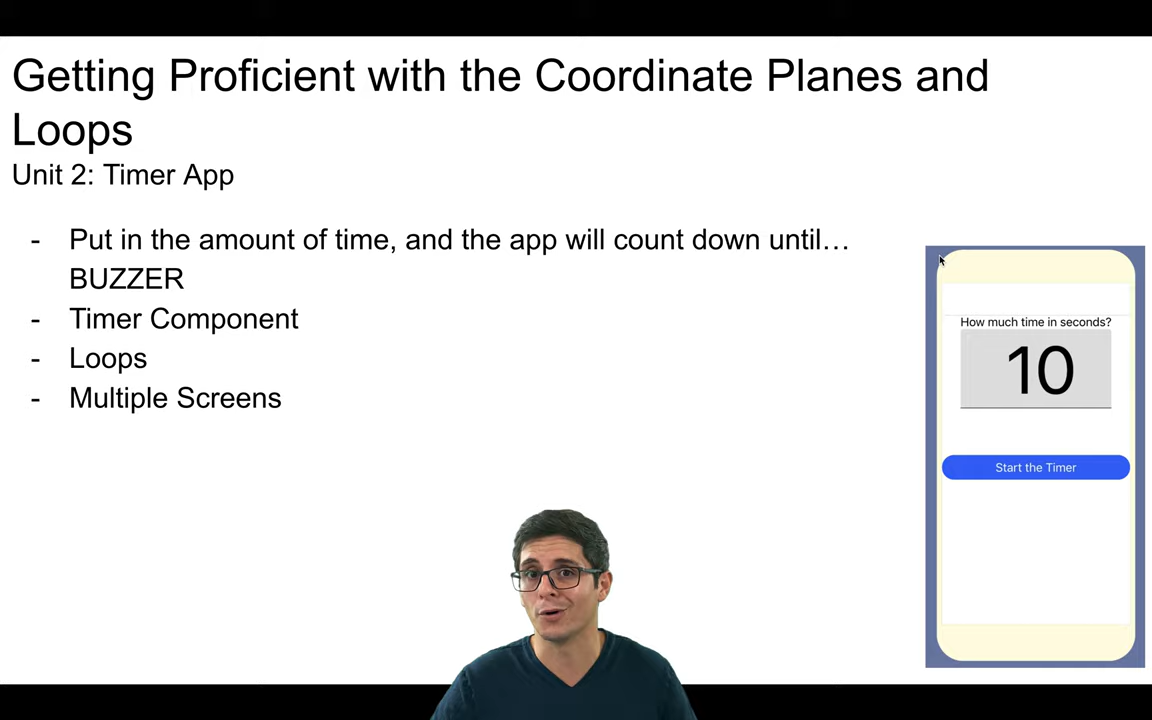 Getting Proficient with the Coordinate Planes and
Loops
Unit 2: Timer App
- Put in the amount of time, and the app will count down until…
BUZZER
- Timer Component
- Loops
- Multiple Screens
How much time in seconds?
10
Start the Timer